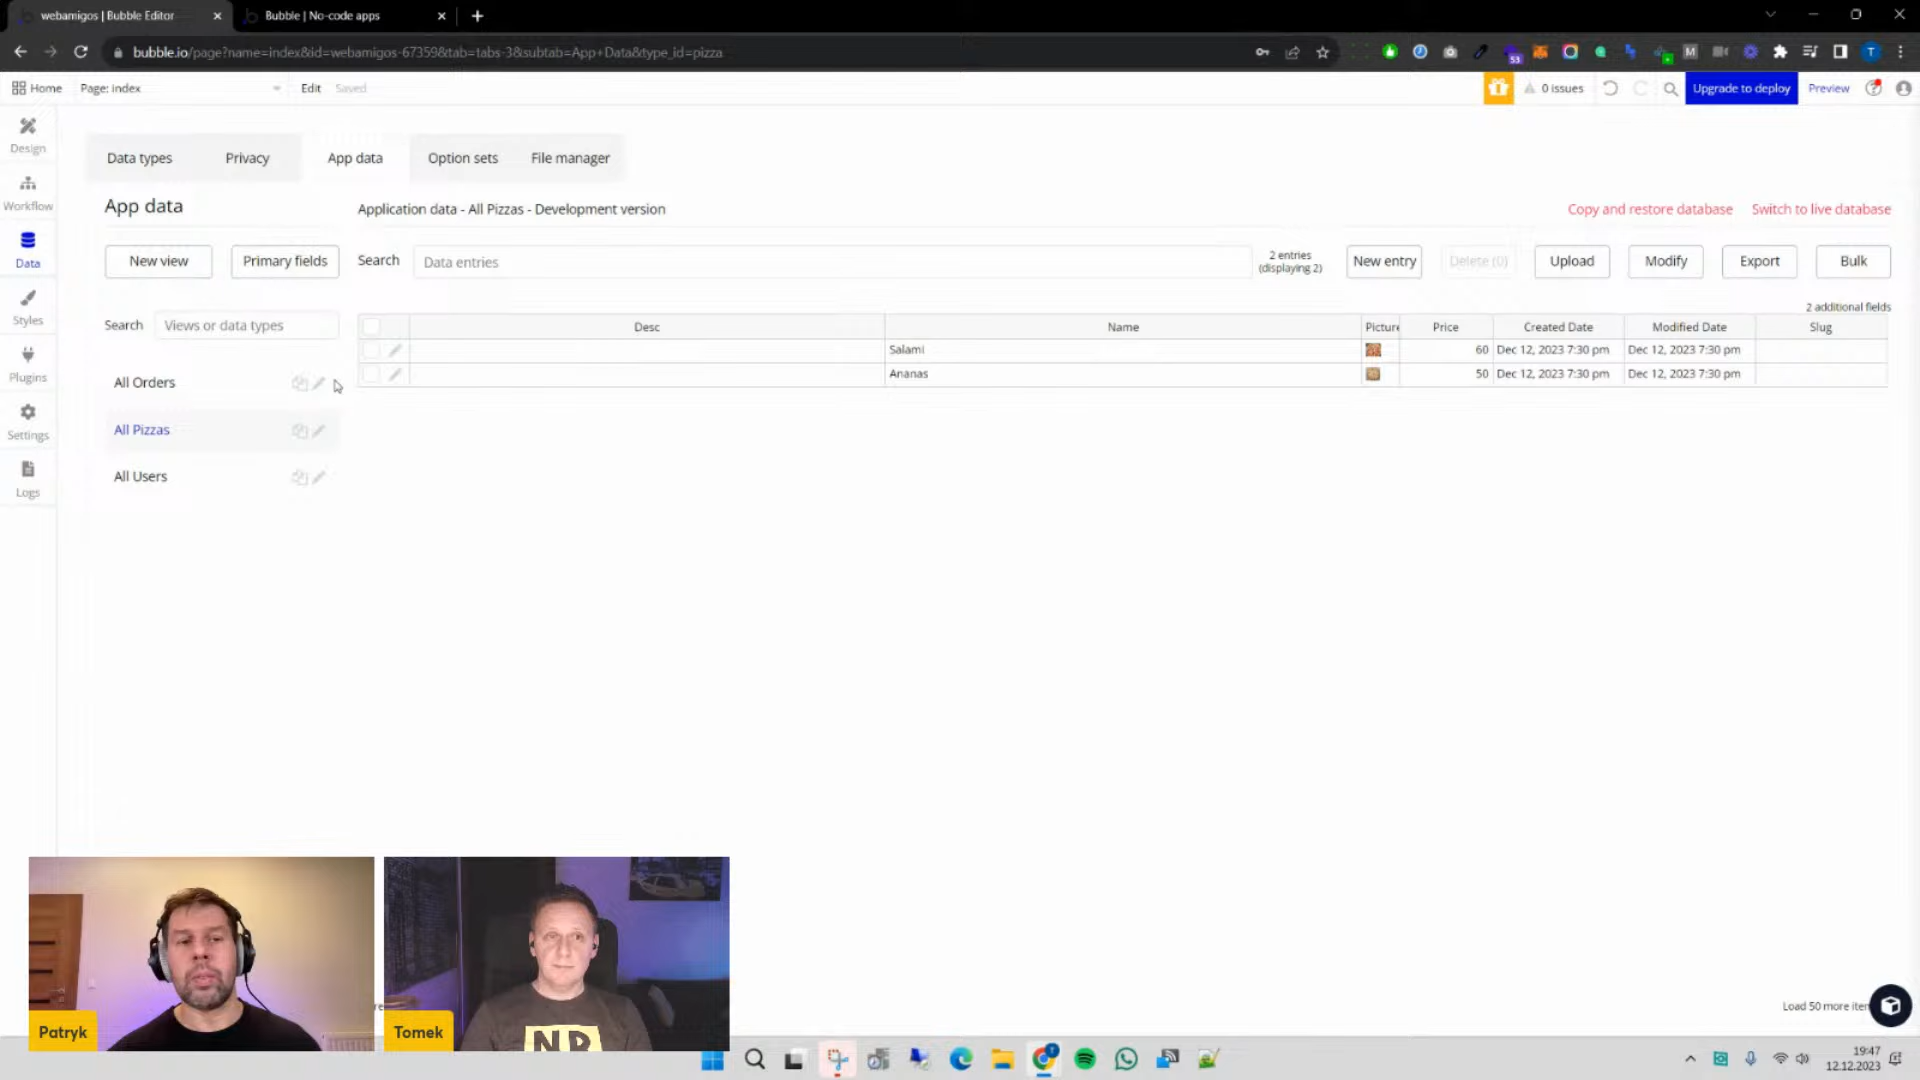 webamigos | Bubble Editor
Bubble | No-code apps
bubble.io/page?name=index&id=webamigos-67359&tab=tabs-3&subtab=App+Data&type_id=pizza
53
M
T
Home
Page: index
Edit
Saved
0 issues
Upgrade to deploy
Preview
Design
Workflow
Data
Styles
Plugins
Settings
Logs
Data types
Privacy
App data
Option sets
File manager
App data
Application data - All Pizzas - Development version
Copy and restore database
Switch to live database
New view
Primary fields
Search
Data entries
2 entries
(displaying 2)
New entry
Delete (0)
Upload
Modify
Export
Bulk
2 additional fields
Search
Views or data types
All Orders
All Pizzas
All Users
Desc
Name
Picture
Price
Created Date
Modified Date
Slug
Salami
60
Dec 12, 2023 7:30 pm
Dec 12, 2023 7:30 pm
Ananas
50
Dec 12, 2023 7:30 pm
Dec 12, 2023 7:30 pm
Load 50 more iter
Patryk
Tomek
19:47
12.12.2023